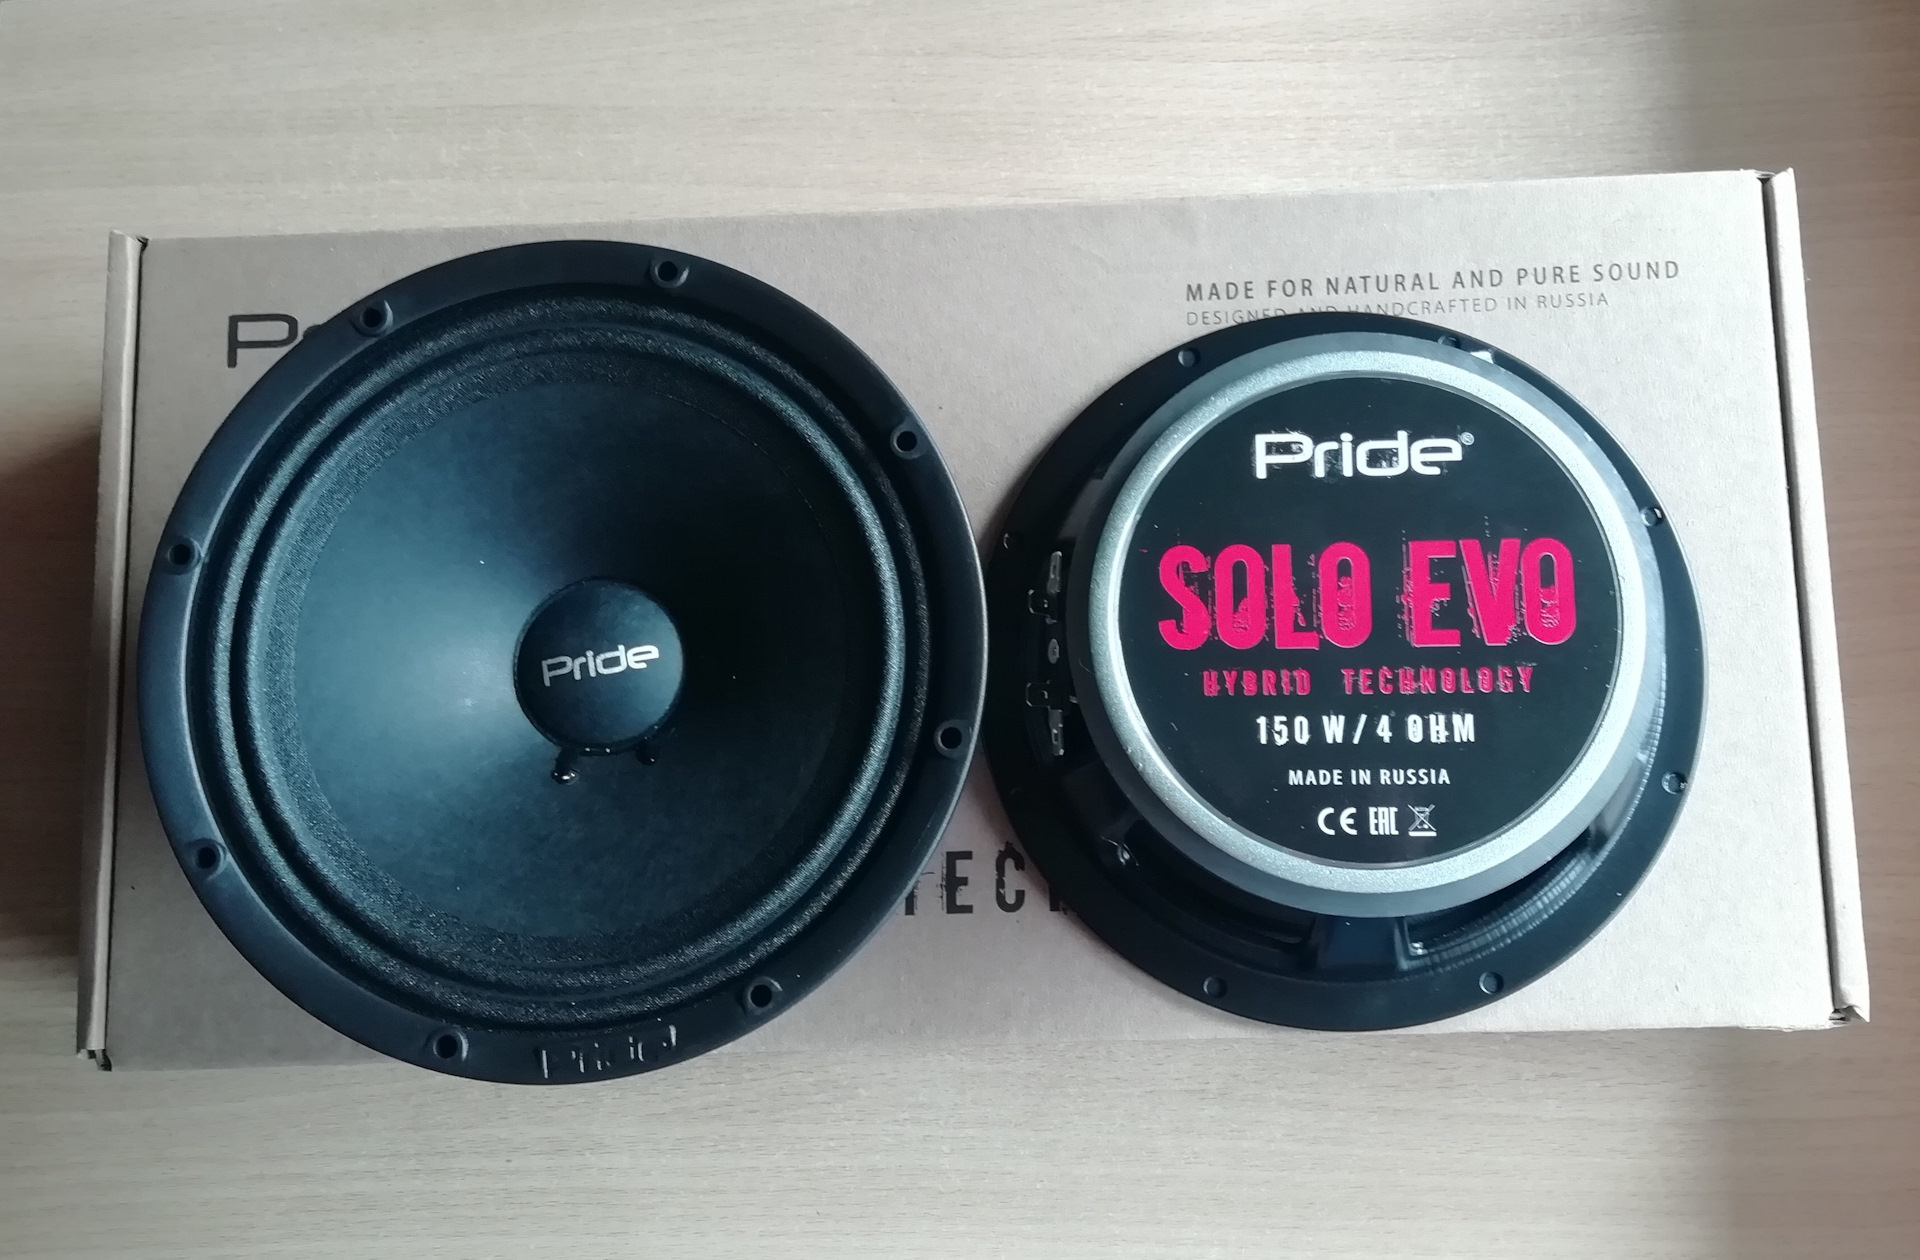 MADE FOR NATURAL AND PURE SOUND
DESIGNED AND HANDCRAFTED IN RUSSIA
Pride
Pride
Pride®
SOLO EVO
HYBRID TECHNOLOGY
150 W/4 OHM
MADE IN RUSSIA
CE EAC